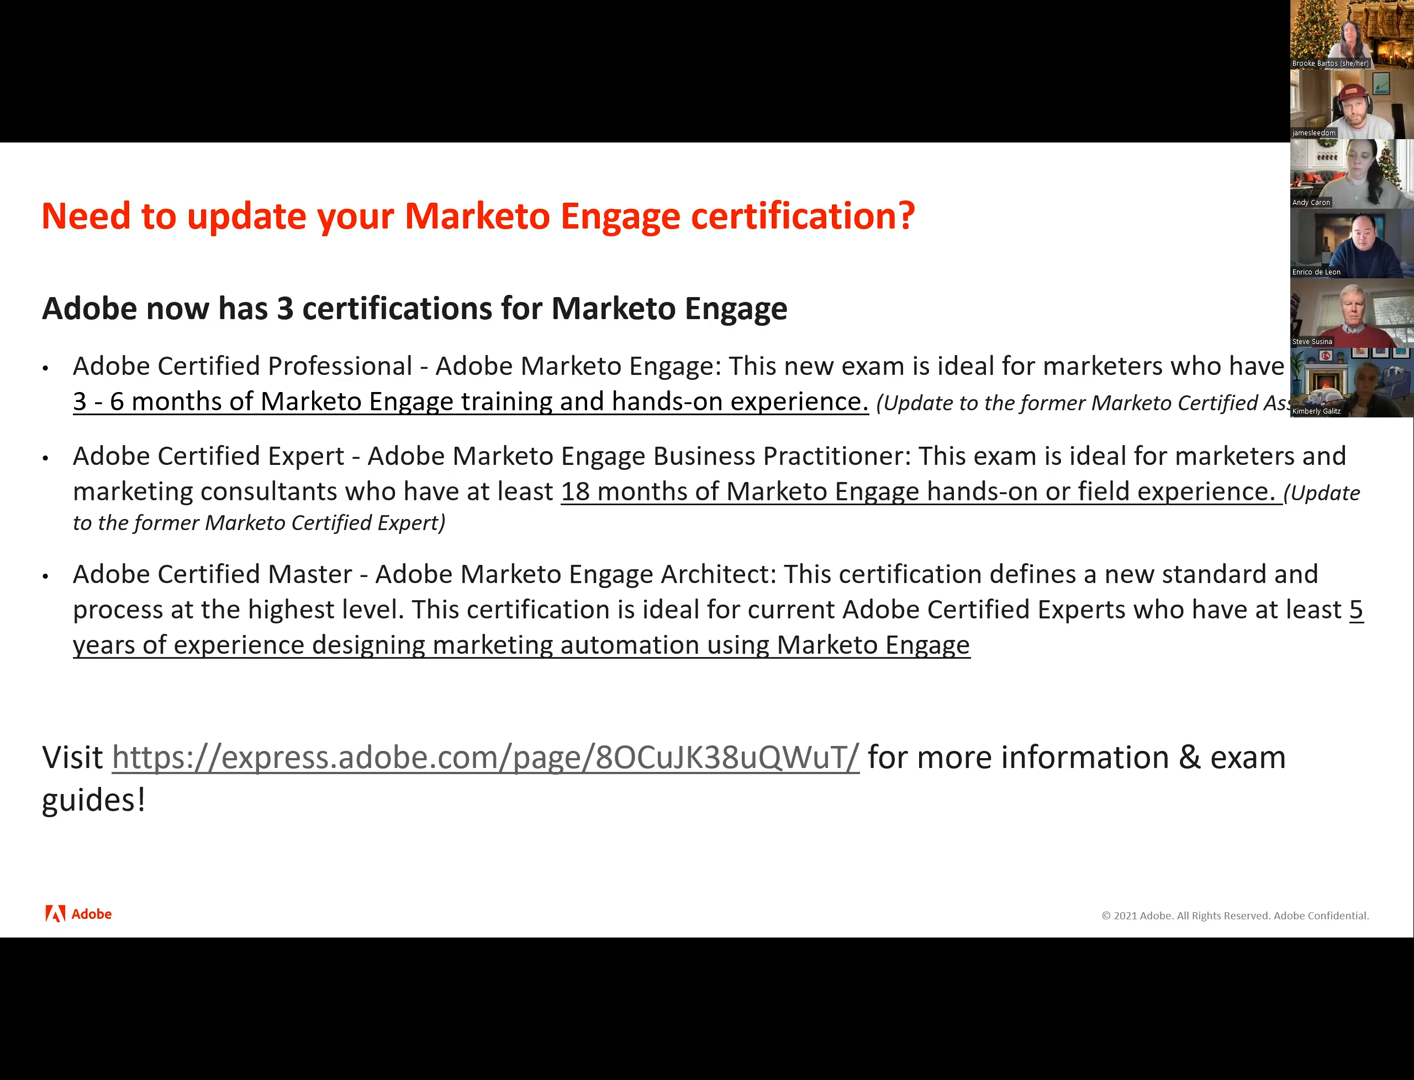 Brooke Bartos (she/her)
jamesleedom
Andy Caron
Enrico de Leon
Steve Susina
Kimberly Galitz
Need to update your Marketo Engage certification?
Adobe now has 3 certifications for Marketo Engage
• Adobe Certified Professional - Adobe Marketo Engage: This new exam is ideal for marketers who have
3 - 6 months of Marketo Engage training and hands-on experience. (Update to the former Marketo Certified
• Adobe Certified Expert - Adobe Marketo Engage Business Practitioner: This exam is ideal for marketers and
marketing consultants who have at least 18 months of Marketo Engage hands-on or field experience. (Update
to the former Marketo Certified Expert)
• Adobe Certified Master - Adobe Marketo Engage Architect: This certification defines a new standard and
process at the highest level. This certification is ideal for current Adobe Certified Experts who have at least 5
years of experience designing marketing automation using Marketo Engage
Visit https://express.adobe.com/page/8OCuJK38uQWuT/ for more information & exam
guides!
Adobe
© 2021 Adobe. All Rights Reserved. Adobe Confidential.